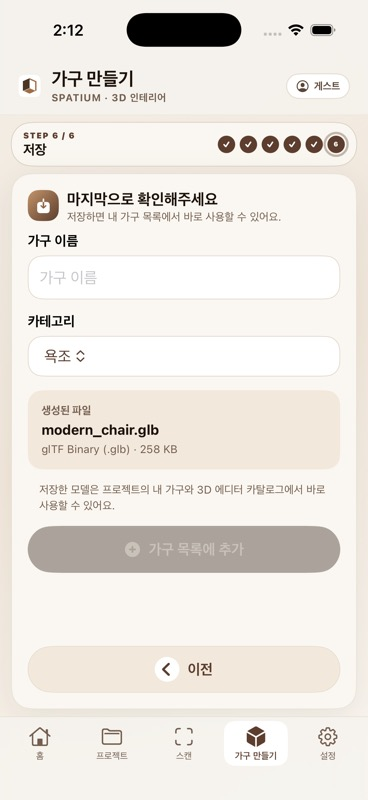 2:12
가구 만들기
SPATIUM · 3D 인테리어
게스트
STEP 6 / 6
저장
6
마지막으로 확인해주세요
저장하면 내 가구 목록에서 바로 사용할 수 있어요.
가구 이름
가구 이름
카테고리
욕조
생성된 파일
modern_chair.glb
glTF Binary (.glb) · 258 KB
저장한 모델은 프로젝트의 내 가구와 3D 에디터 카탈로그에서 바로
사용할 수 있어요.
가구 목록에 추가
이전
홈
프로젝트
스캔
가구 만들기
설정